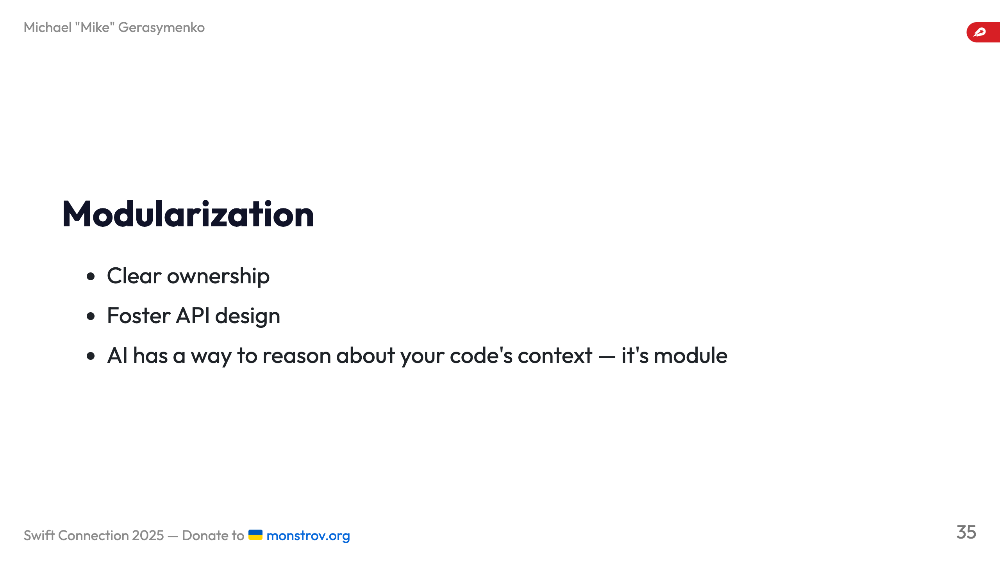 Michael "Mike" Gerasymenko
Modularization
• Clear ownership
• Foster API design
• AI has a way to reason about your code's context — it's module
Swift Connection 2025 — Donate to 🇺🇦 monstrov.org
35